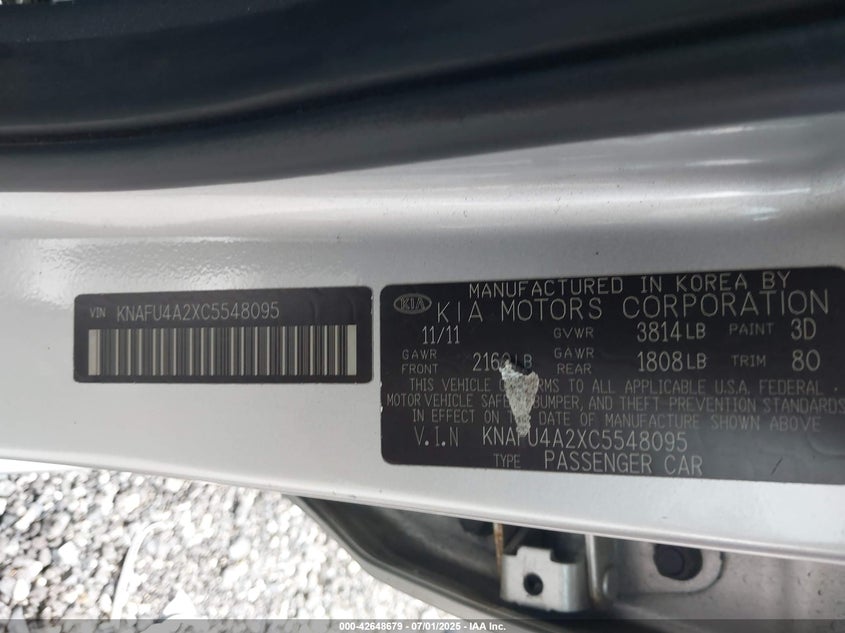 VIN KNAFU4A2XC5548095
MANUFACTURED IN KOREA BY
KIA KIA MOTORS CORPORATION
11/11 GVWR 3814LB PAINT 3D
GAWR FRONT LB GAWR REAR 1808LB TRIM 80
THIS VEHICLE TO ALL APPLICABLE U.S.A. FEDERAL
MOTOR VEHICLE BUMPER, AND THEFT PREVENTION STANDARDS
IN EFFECT ON DATE OF MANUFACTURE SHOWN ABOVE
V.I.N KNAFU4A2XC5548095
TYPE PASSENGER CAR
000-42648679 - 07/01/2025 - IAA Inc.